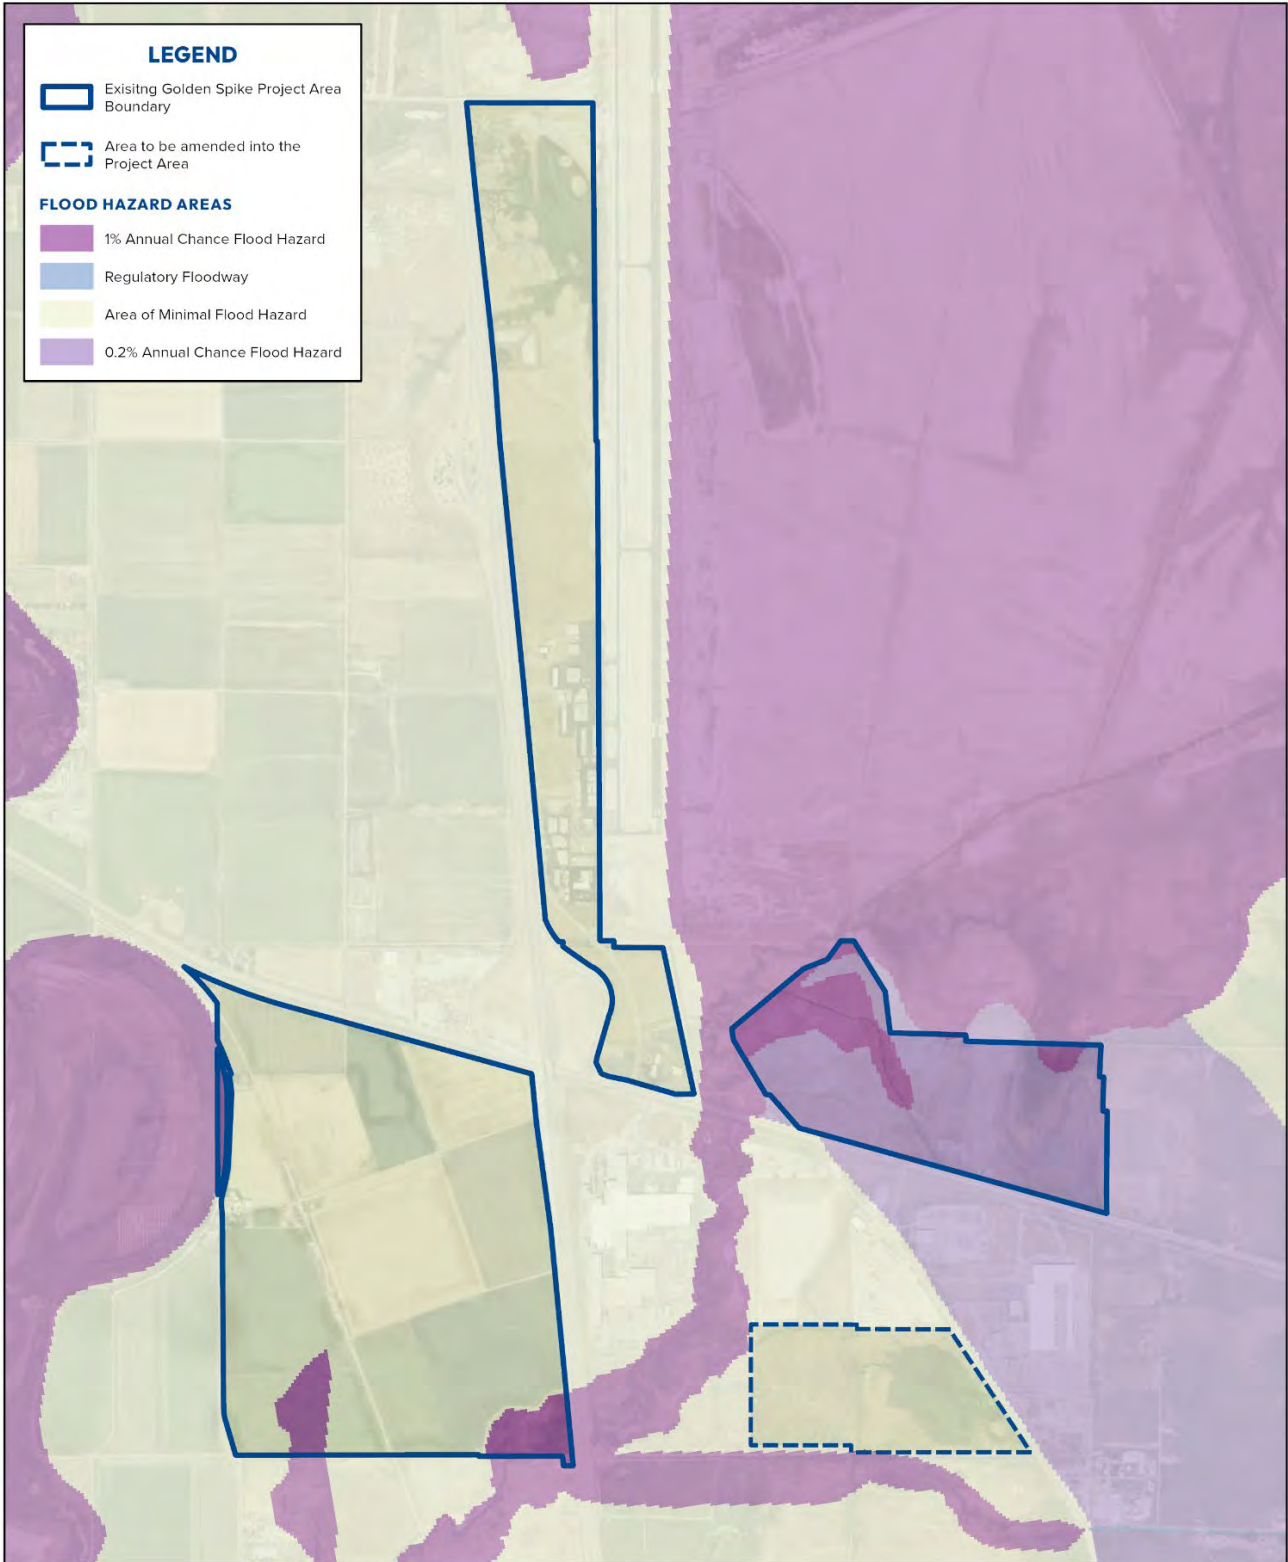 LEGEND
Exisitng Golden Spike Project Area
Boundary
Area to be amended into the
Project Area
FLOOD HAZARD AREAS
1% Annual Chance Flood Hazard
Regulatory Floodway
Area of Minimal Flood Hazard
0.2% Annual Chance Flood Hazard